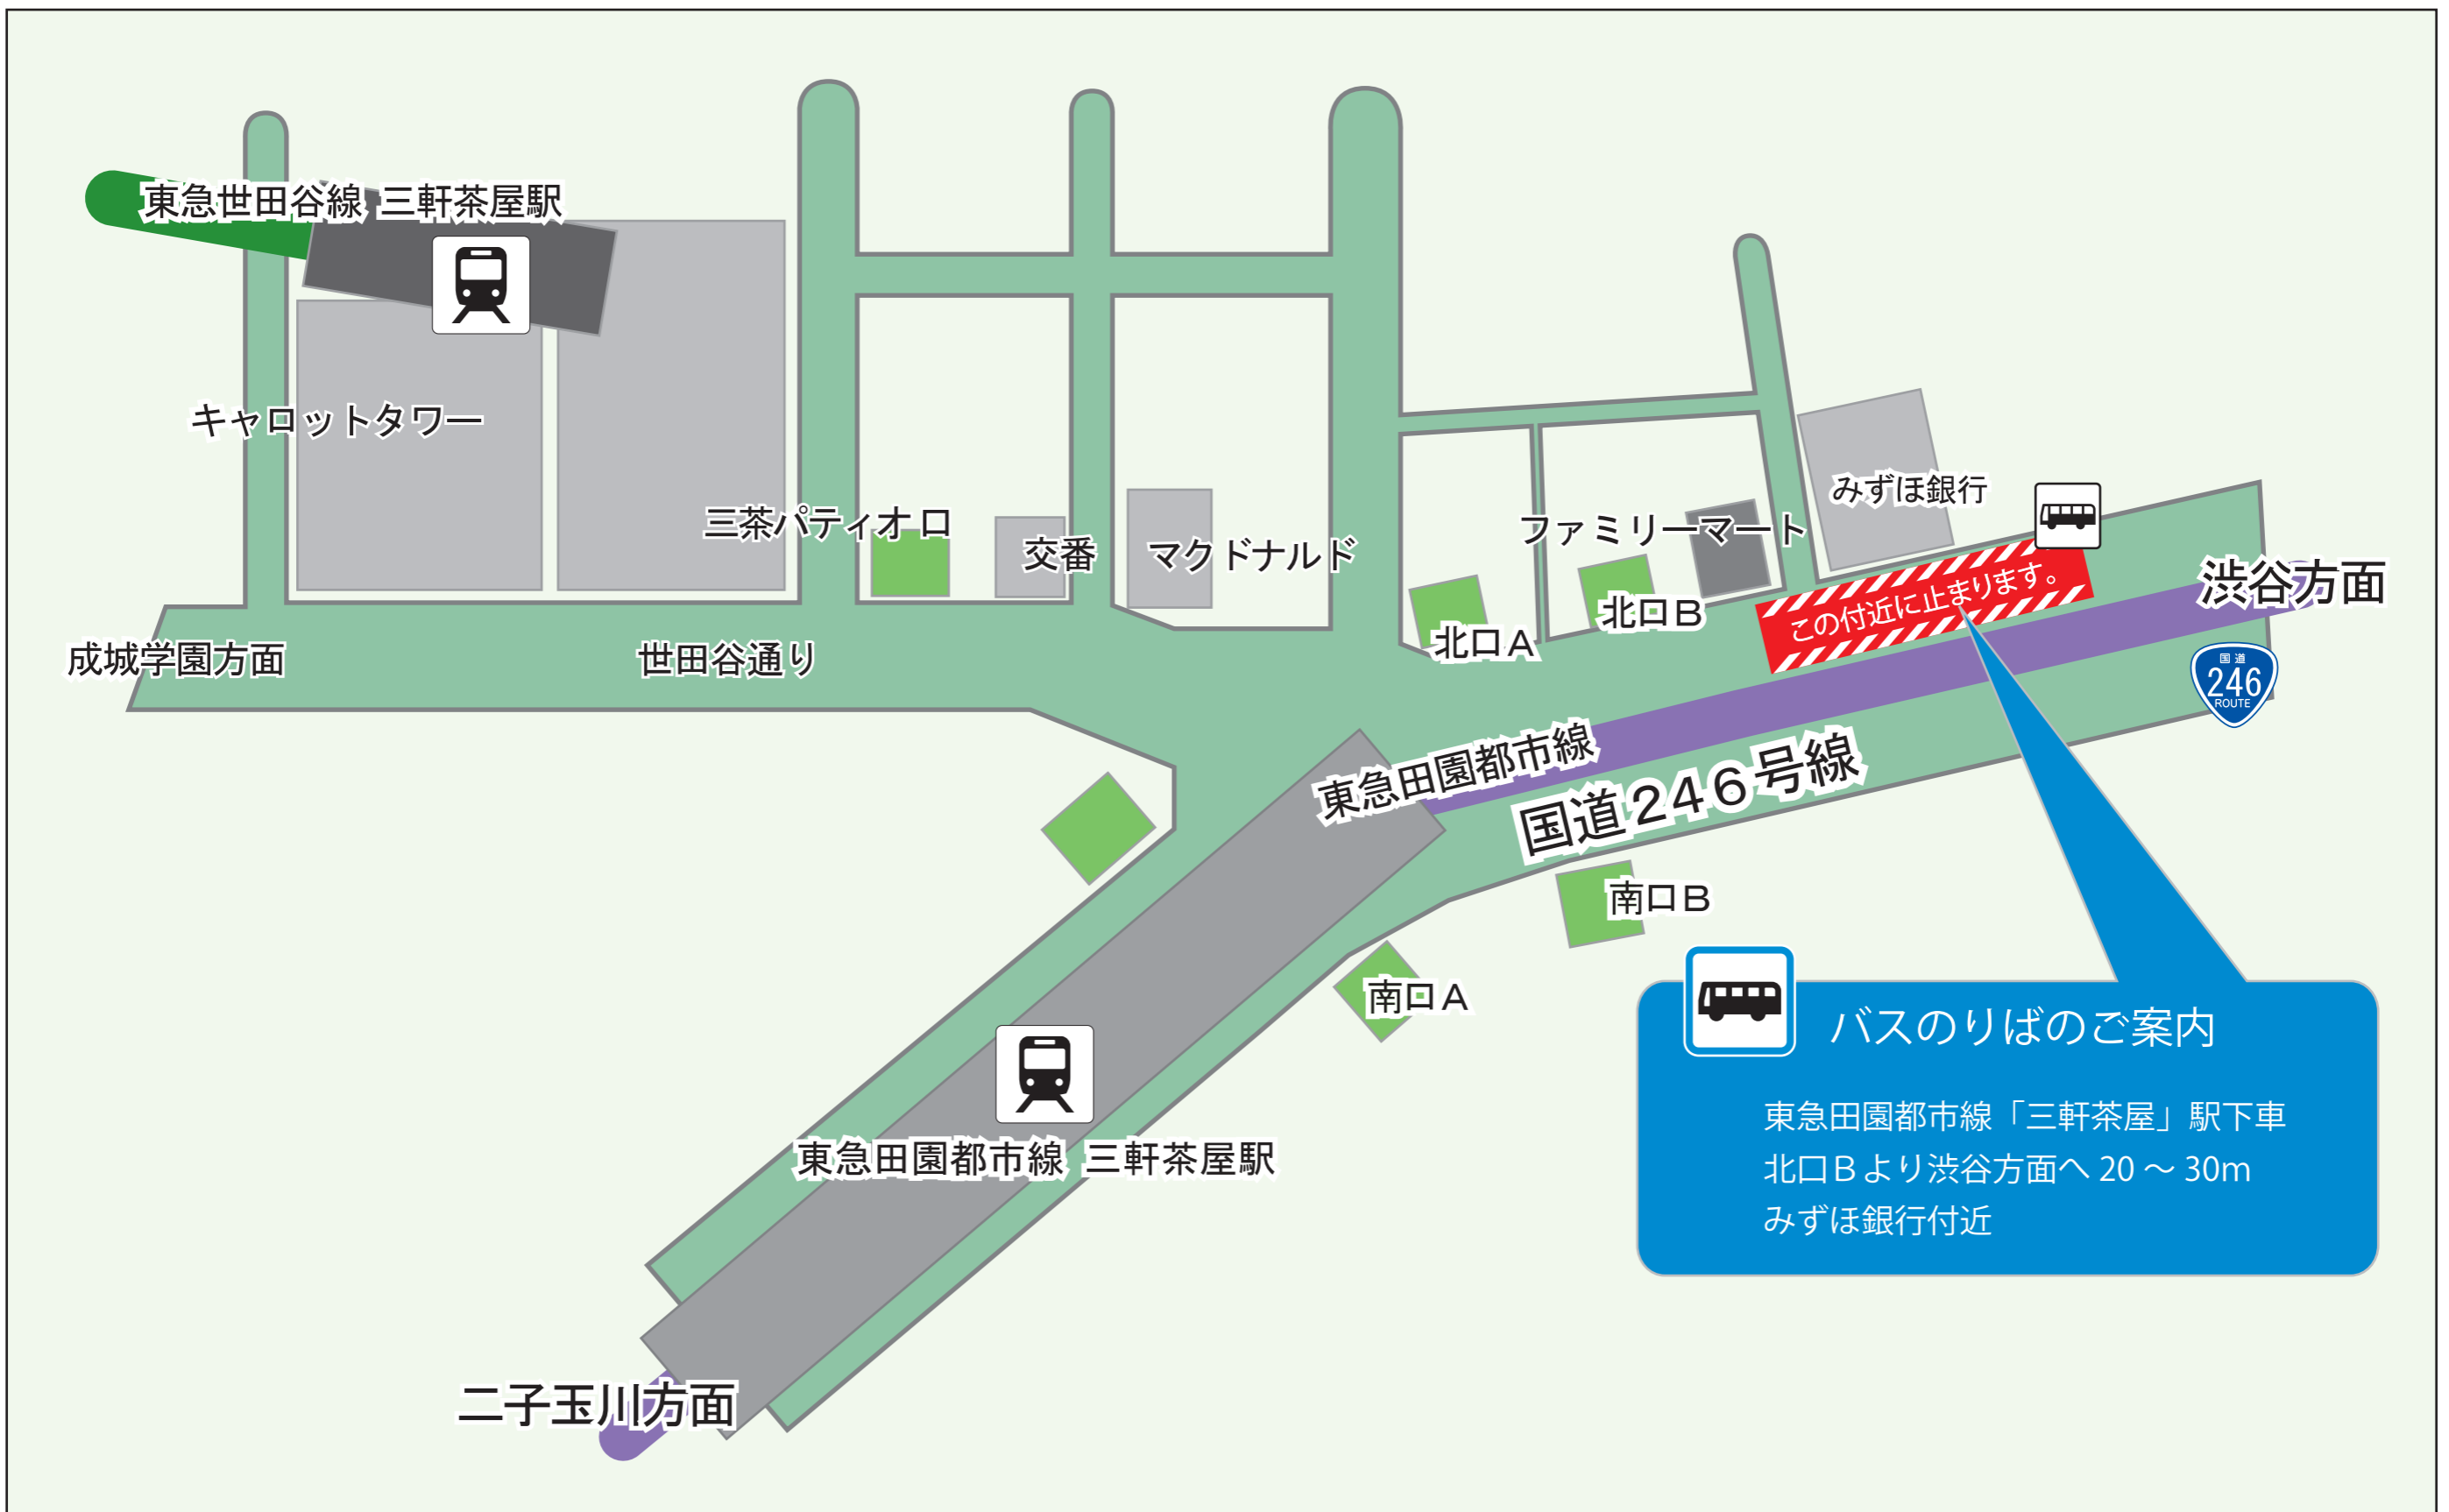 東急世田谷線 三軒茶屋駅
キャロットタワー
三茶パティオ口
交番
マクドナルド
ファミリーマート
みずほ銀行
北口A
北口B
この付近に止まります。
渋谷方面
国道
246
ROUTE
成城学園方面
世田谷通り
東急田園都市線
国道246号線
南口B
南口A
東急田園都市線 三軒茶屋駅
二子玉川方面
バスのりばのご案内
東急田園都市線「三軒茶屋」駅下車
北口Bより渋谷方面へ 20 ～ 30m
みずほ銀行付近